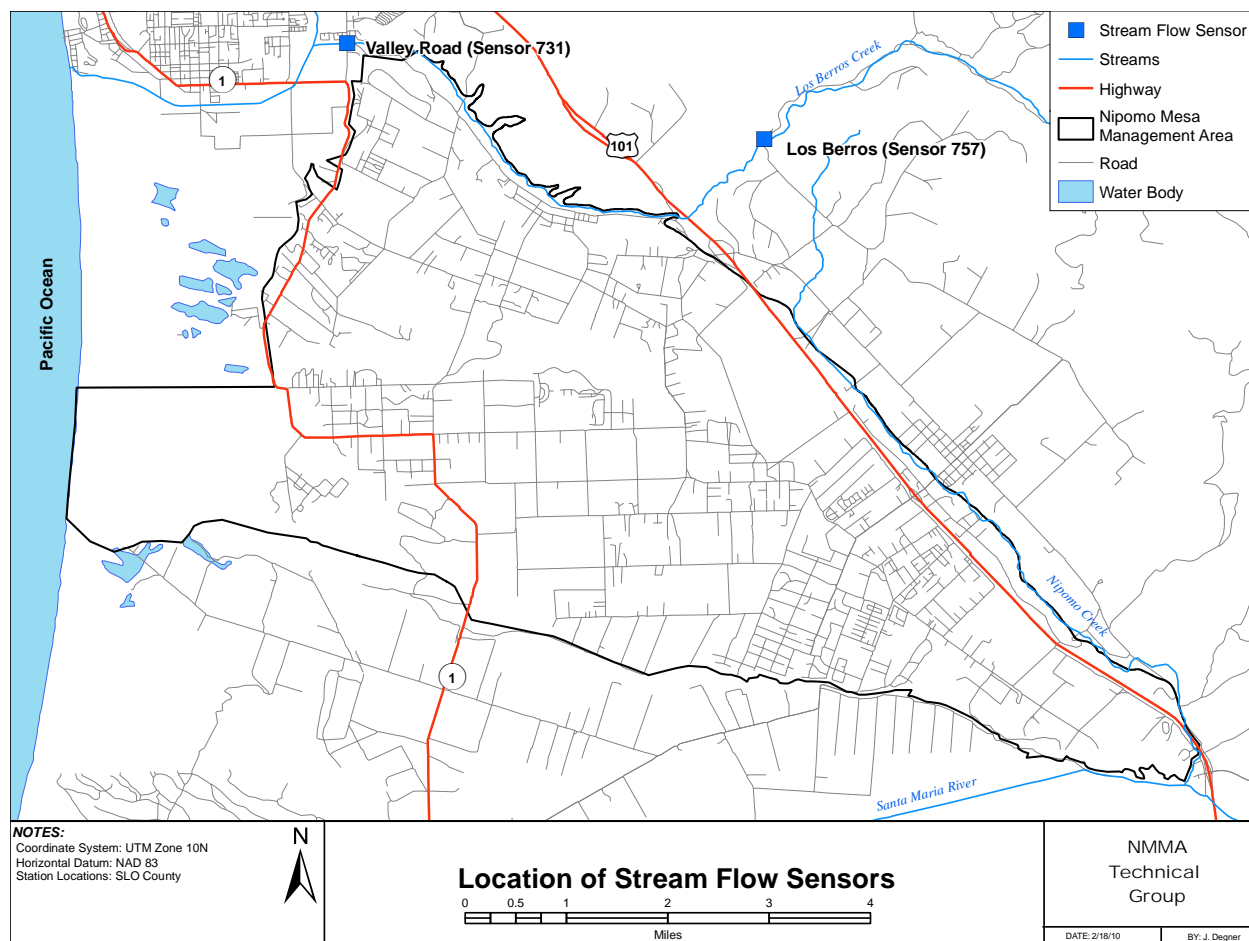 Valley Road (Sensor 731)
1
Los Berros Creek
101
Los Berros (Sensor 757)
Stream Flow Sensor
Streams
Highway
Nipomo Mesa
Management Area
Road
Water Body
Pacific Ocean
Nipomo Creek
1
Santa Maria River
NOTES:
Coordinate System: UTM Zone 10N
Horizontal Datum: NAD 83
Station Locations: SLO County
N
Location of Stream Flow Sensors
0 0.5 1 2 3 4
Miles
NMMA
Technical
Group
DATE: 2/18/10
BY: J. Degner